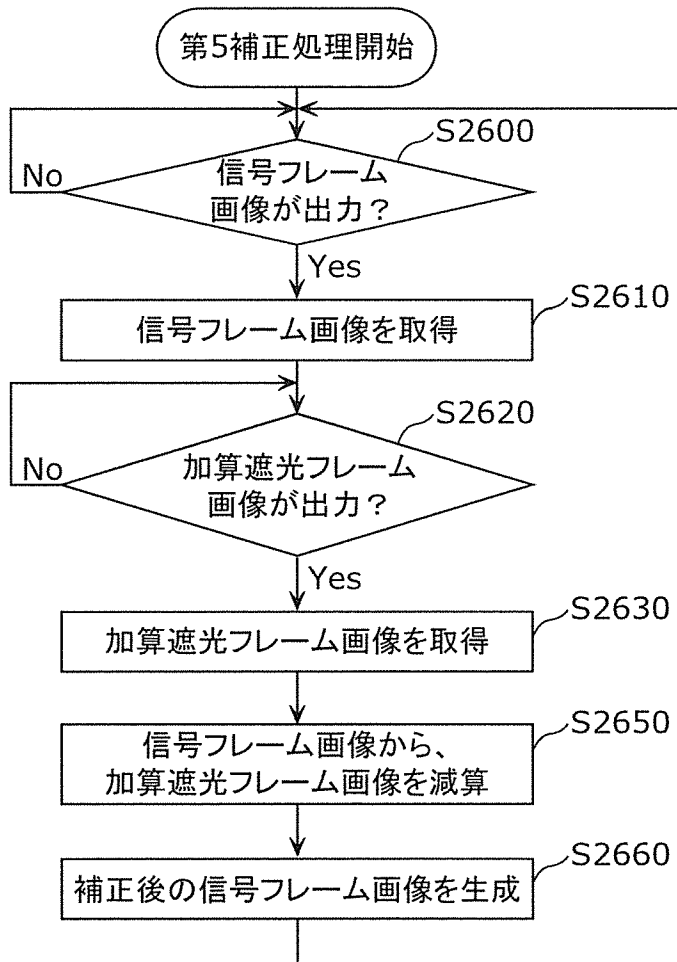 第5補正処理開始
S2600
No
信号フレーム
画像が出力？
Yes
S2610
信号フレーム画像を取得
S2620
No
加算遮光フレーム
画像が出力？
Yes
S2630
加算遮光フレーム画像を取得
S2650
信号フレーム画像から、
加算遮光フレーム画像を減算
S2660
補正後の信号フレーム画像を生成